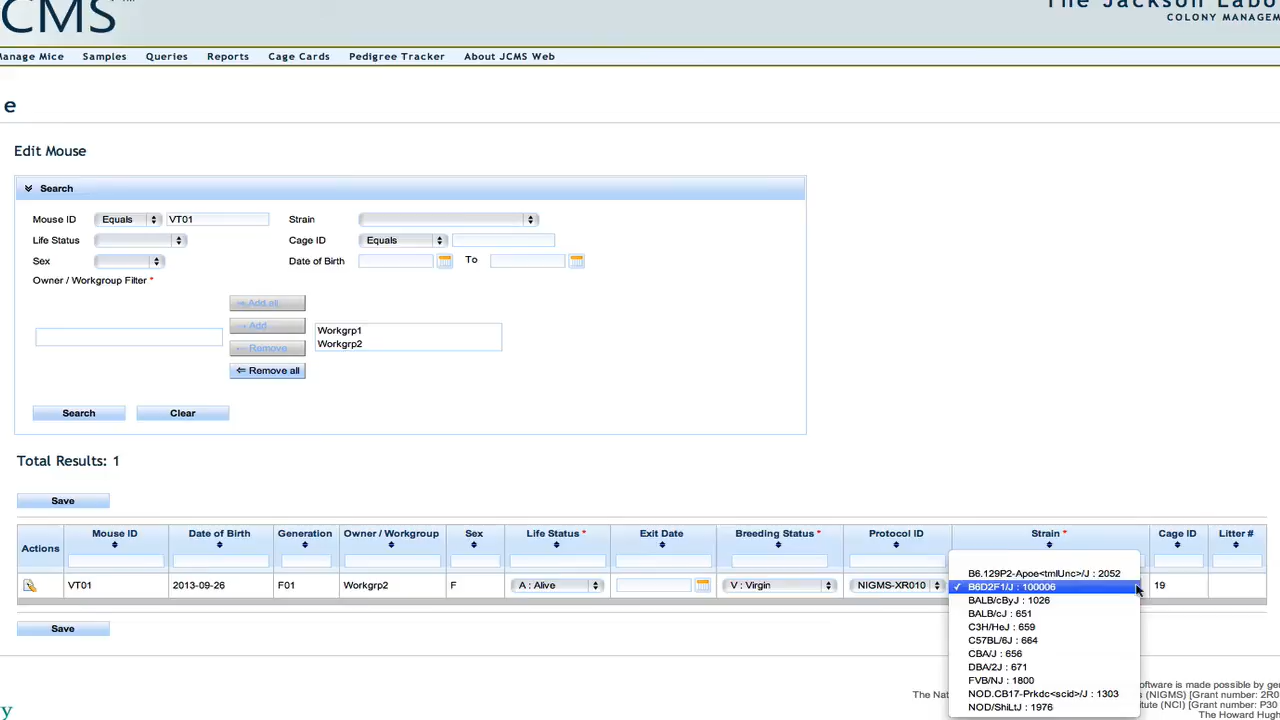 CMS ™
The Jackson Labo
COLONY MANAGEM
Manage Mice Samples Queries Reports Cage Cards Pedigree Tracker About JCMS Web
e
Edit Mouse
Search
Mouse ID Equals VT01 Strain
Life Status Cage ID Equals
Sex Date of Birth To
Owner / Workgroup Filter *
⇒ Add all
→ Add
Workgrp1
Workgrp2
← Remove
⇐ Remove all
Search Clear
Total Results: 1
Save
Actions Mouse ID Date of Birth Generation Owner / Workgroup Sex Life Status * Exit Date Breeding Status * Protocol ID Strain * Cage ID Litter #
VT01 2013-09-26 F01 Workgrp2 F A : Alive V : Virgin NIGMS-XR010 19
B6.129P2-Apoe<tmlUnc>/J : 2052
✓ B6D2F1/J : 100006
BALB/cByJ : 1026
BALB/cJ : 651
C3H/HeJ : 659
C57BL/6J : 664
CBA/J : 656
DBA/2J : 671
FVB/NJ : 1800
NOD.CB17-Prkdc<scid>/J : 1303
NOD/ShiLtJ : 1976
Save
oftware is made possible by gen
The Nat
s (NIGMS) [Grant number: 2R0
itute (NCI) [Grant number: P30
The Howard Hugh
y